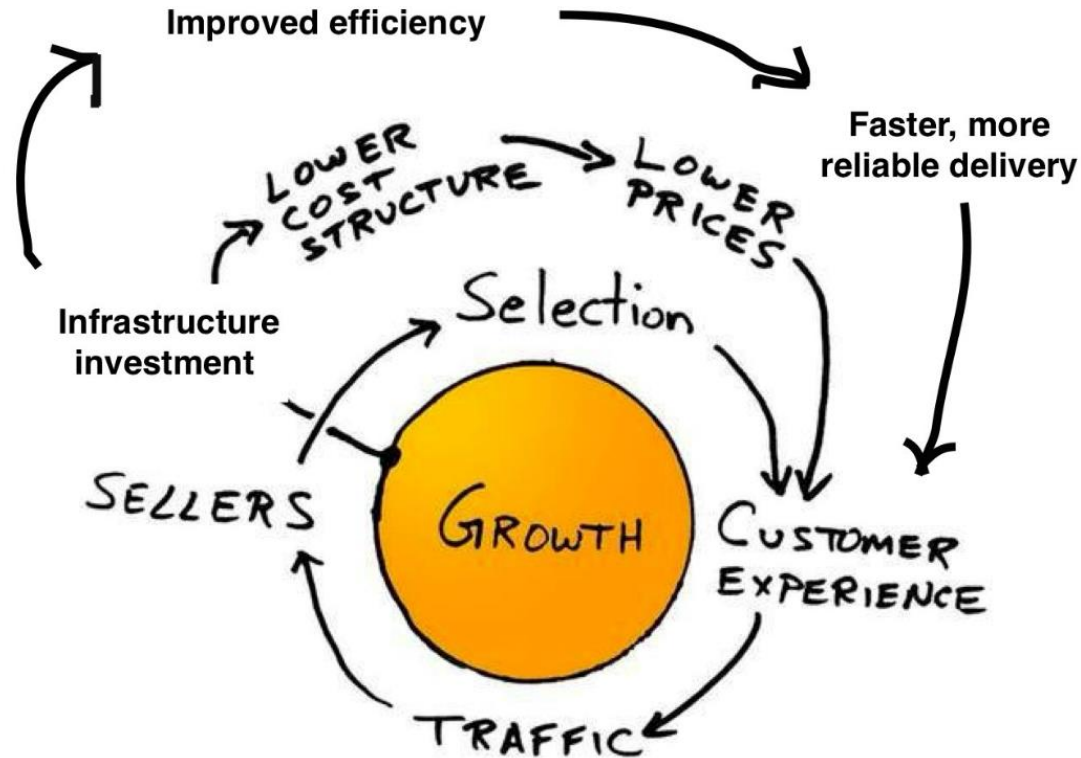 Improved efficiency
Faster, more
reliable delivery
LOWER
COST
STRUCTURE
LOWER
PRICES
Infrastructure
investment
Selection
SELLERS
GROWTH
CUSTOMER
EXPERIENCE
TRAFFIC